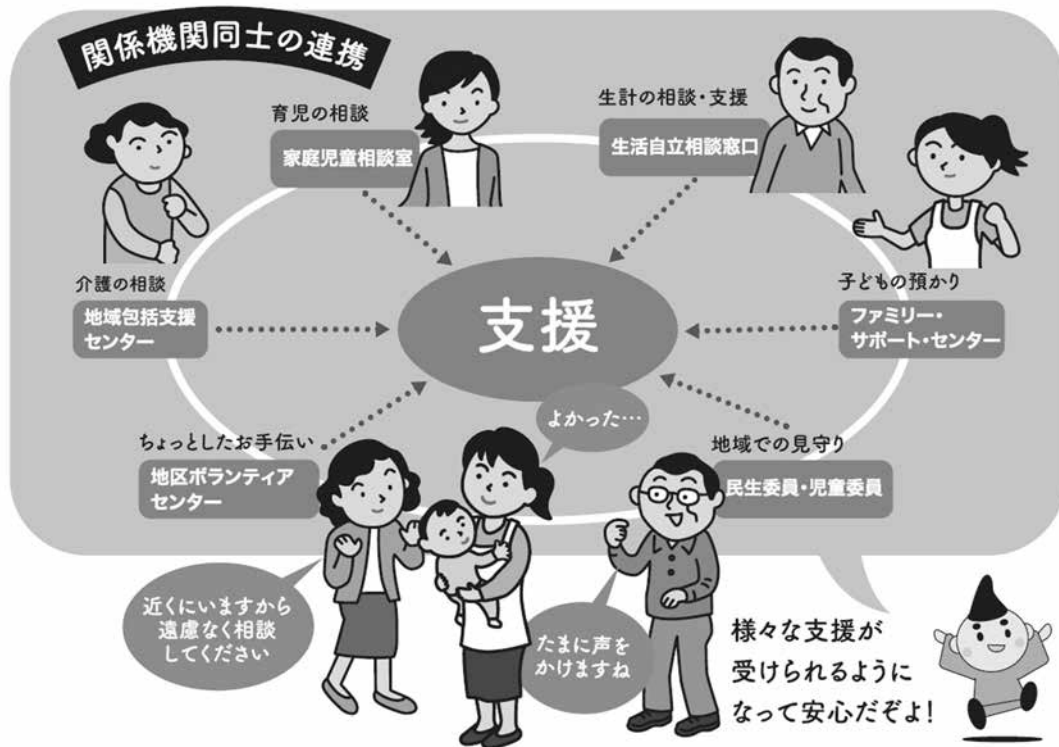 関係機関同士の連携
育児の相談
家庭児童相談室
生計の相談・支援
生活自立相談窓口
介護の相談
地域包括支援
センター
支援
子どもの預かり
ファミリー・
サポート・センター
ちょっとしたお手伝い
地区ボランティア
センター
よかった…
地域での見守り
民生委員・児童委員
近くにいますから
遠慮なく相談
してください
たまに声を
かけますね
様々な支援が
受けられるように
なって安心だぞよ!